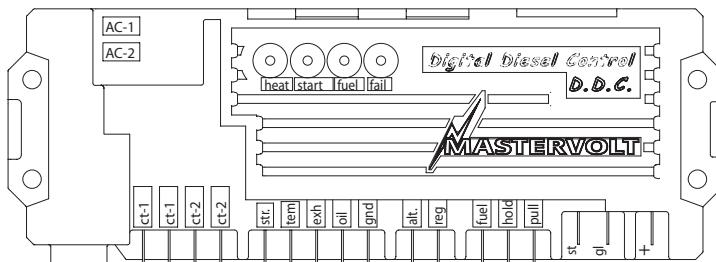 AC-1
AC-2
Digital Diesel Control
D.D.C.
heat start fuel fail
MASTERVOLT
ct-1 ct-1 ct-2 ct-2 str. tem exh oil gnd alt. reg fuel hold pull st gl +